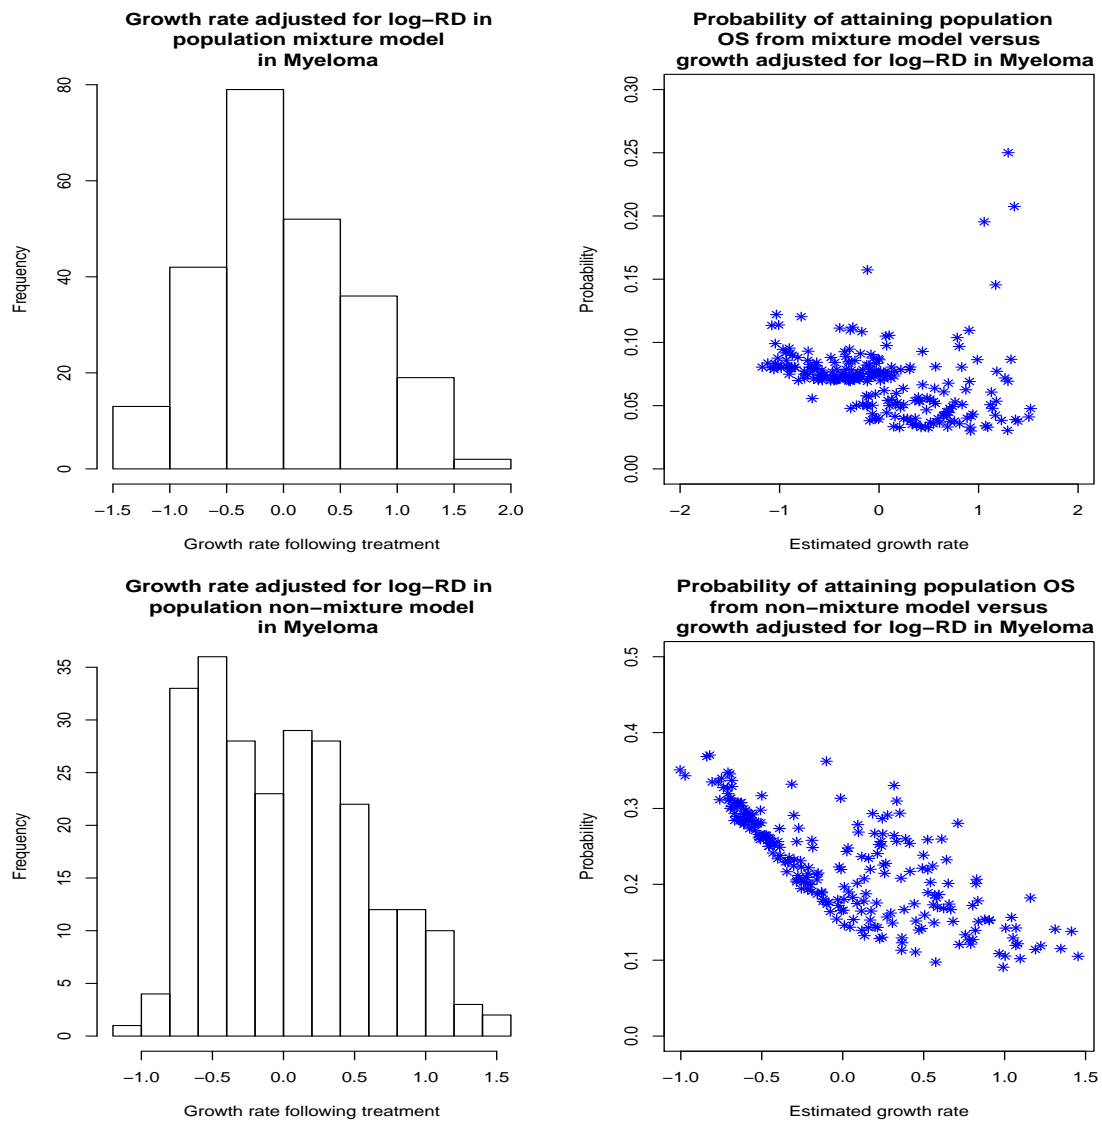 Growth rate adjusted for log−RD in
population mixture model
in Myeloma
Frequency
0
20
40
60
80
−1.5 −1.0 −0.5 0.0 0.5 1.0 1.5 2.0
Growth rate following treatment
Probability of attaining population
OS from mixture model versus
growth adjusted for log−RD in Myeloma
Probability
0.00
0.05
0.10
0.15
0.20
0.25
0.30
−2 −1 0 1 2
Estimated growth rate
Growth rate adjusted for log−RD in
population non−mixture model
in Myeloma
Frequency
0
5
10
15
20
25
30
35
−1.0 −0.5 0.0 0.5 1.0 1.5
Growth rate following treatment
Probability of attaining population OS
from non−mixture model versus
growth adjusted for log−RD in Myeloma
Probability
0.0
0.1
0.2
0.3
0.4
0.5
−1.0 −0.5 0.0 0.5 1.0 1.5
Estimated growth rate